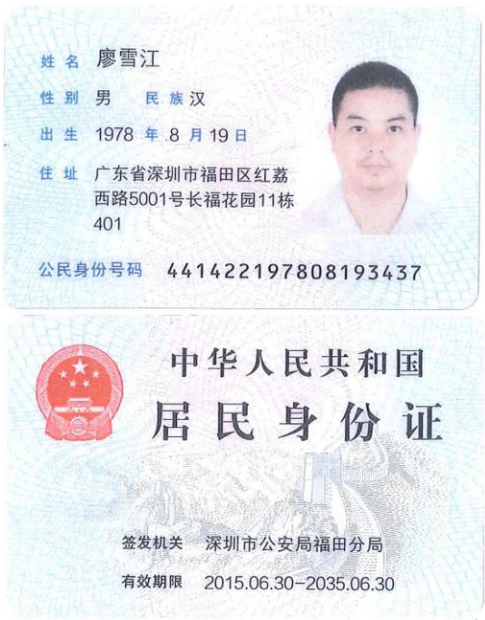 姓名 廖雪江
性别 男 民族 汉
出生 1978 年 8 月 19 日
住址 广东省深圳市福田区红荔
西路5001号长福花园11栋
401
公民身份号码 441422197808193437
中华人民共和国
居民身份证
签发机关 深圳市公安局福田分局
有效期限 2015.06.30-2035.06.30